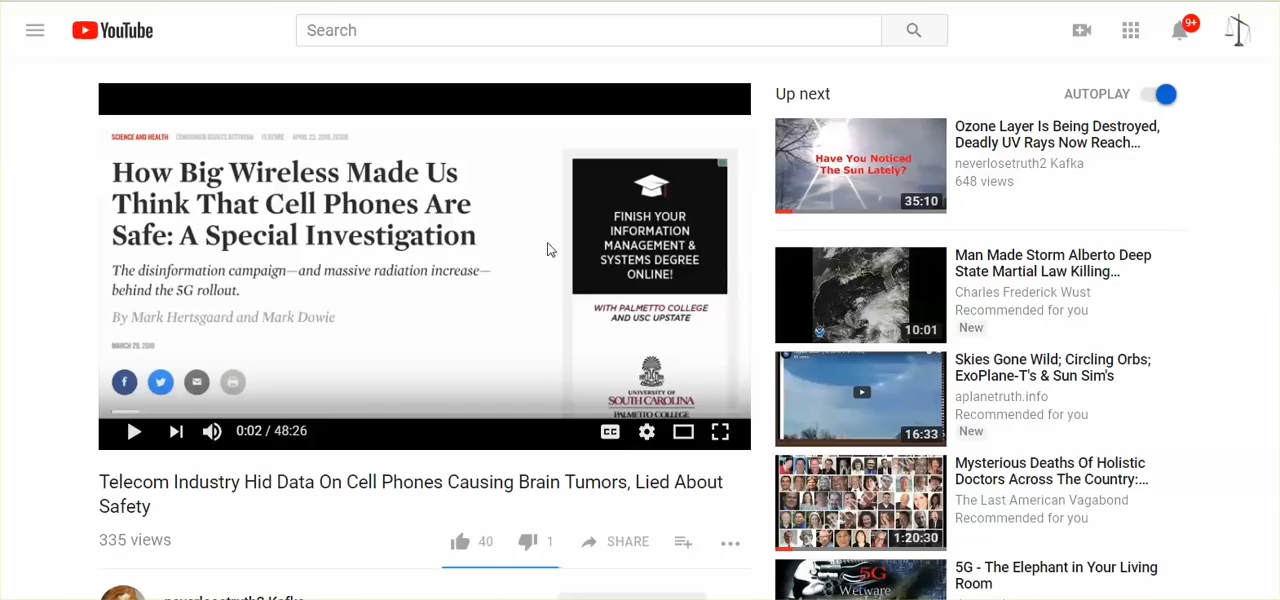 YouTube
Search
9+
SCIENCE AND HEALTH
FEATURE
How Big Wireless Made Us
Think That Cell Phones Are
Safe: A Special Investigation
The disinformation campaign—and massive radiation increase—
behind the 5G rollout.
By Mark Hertsgaard and Mark Dowie
MARCH 29, 2018
FINISH YOUR
INFORMATION
MANAGEMENT &
SYSTEMS DEGREE
ONLINE!
WITH PALMETTO COLLEGE
AND USC UPSTATE
UNIVERSITY OF
SOUTH CAROLINA
PALMETTO COLLEGE
0:02 / 48:26
CC
Telecom Industry Hid Data On Cell Phones Causing Brain Tumors, Lied About
Safety
335 views
40
1
SHARE
Up next
AUTOPLAY
Have You Noticed
The Sun Lately?
35:10
Ozone Layer Is Being Destroyed,
Deadly UV Rays Now Reach...
neverlosetruth2 Kafka
648 views
10:01
Man Made Storm Alberto Deep
State Martial Law Killing...
Charles Frederick Wust
Recommended for you
New
16:33
Skies Gone Wild; Circling Orbs;
ExoPlane-T's & Sun Sim's
aplanetruth.info
Recommended for you
New
1:20:30
Mysterious Deaths Of Holistic
Doctors Across The Country:...
The Last American Vagabond
Recommended for you
5G
Wetware
5G - The Elephant in Your Living
Room